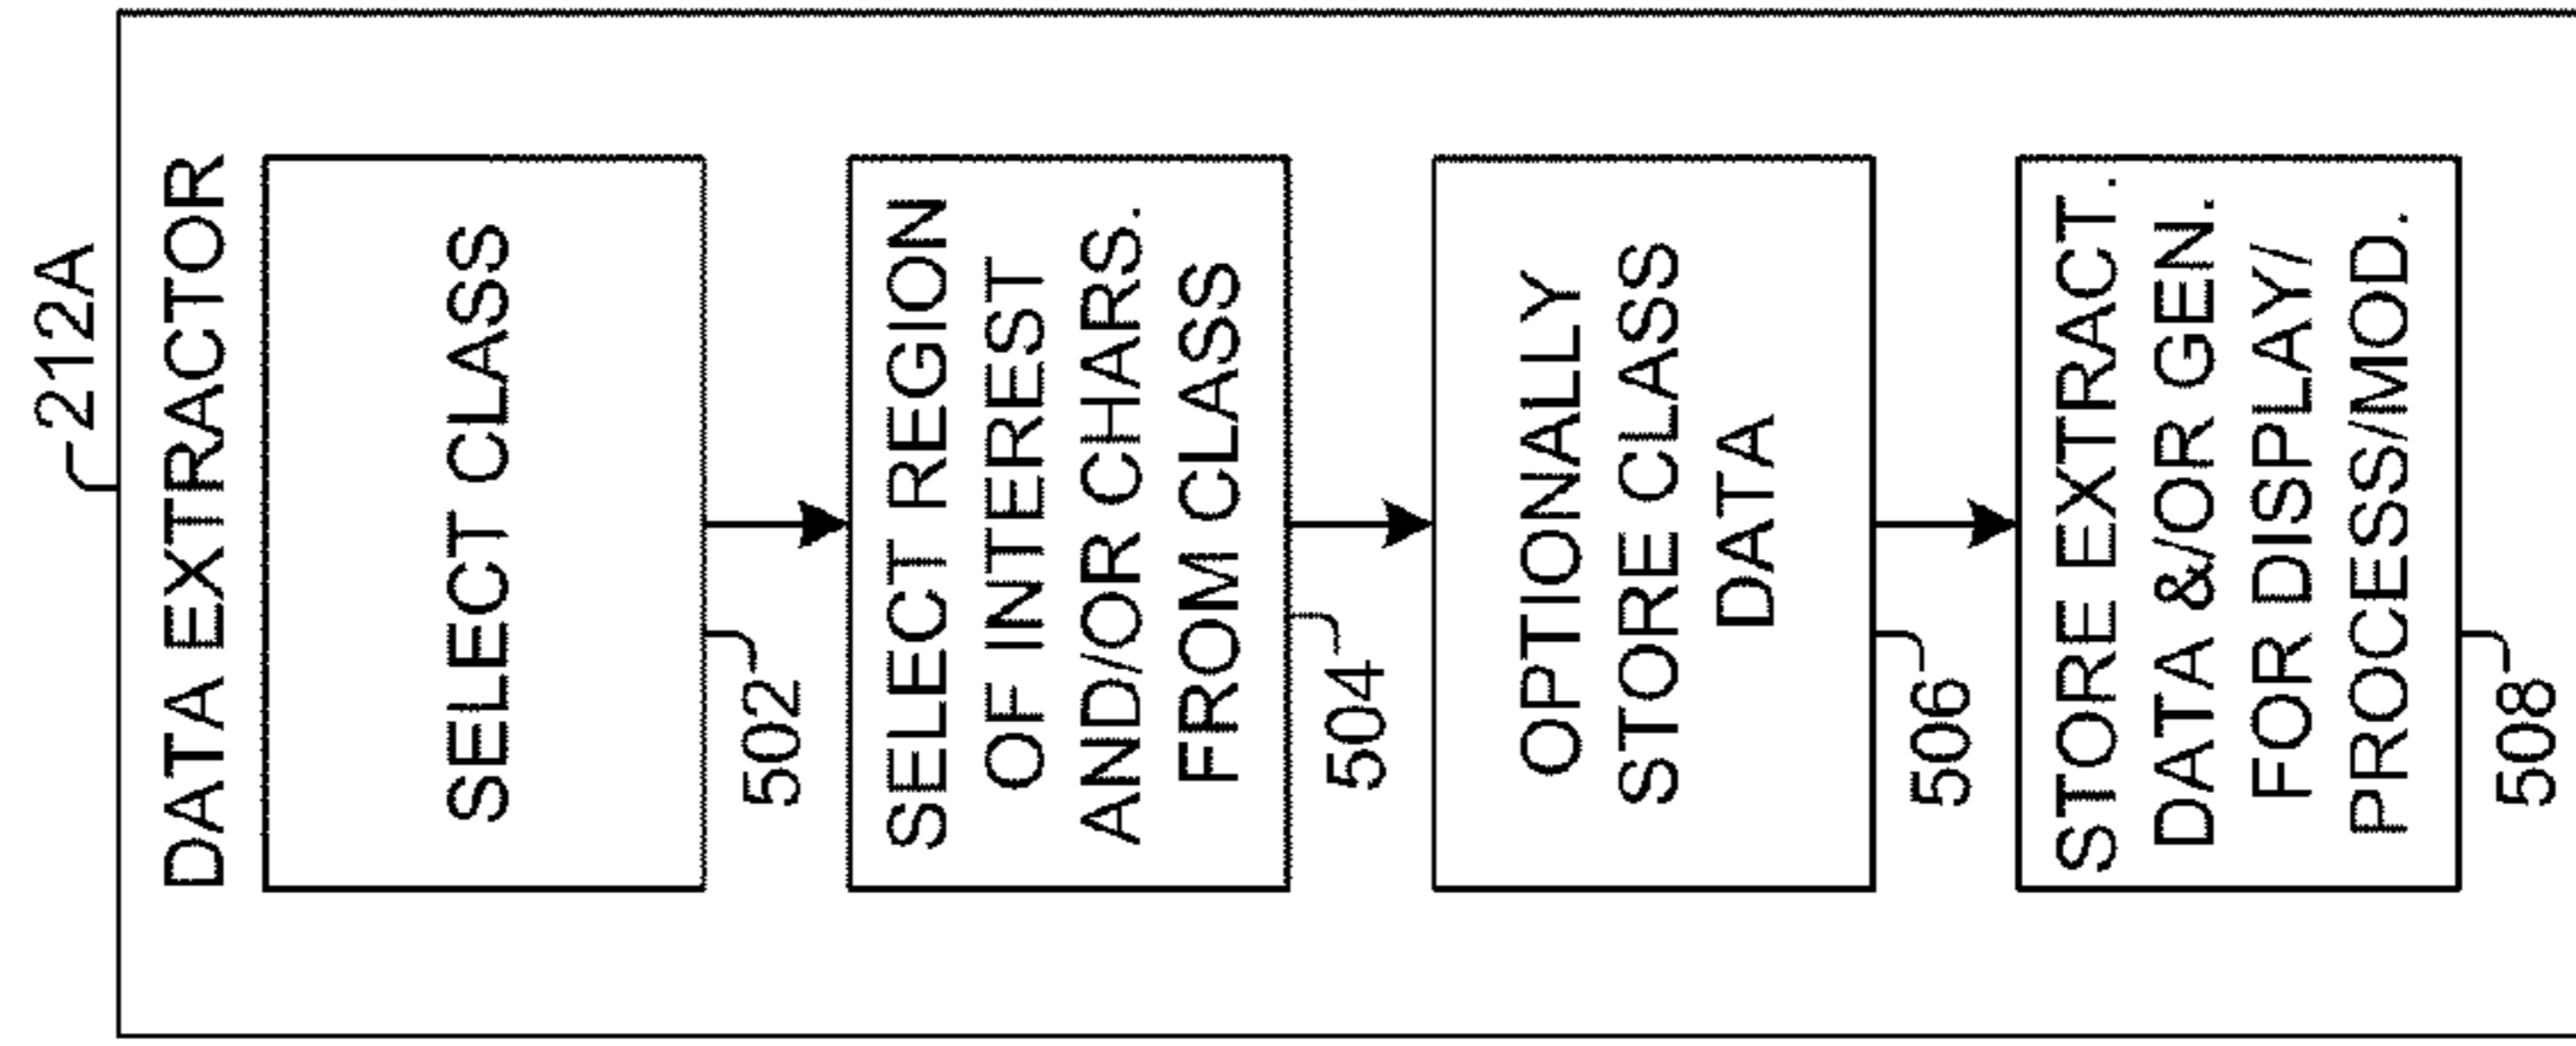 212A
DATA EXTRACTOR
SELECT CLASS
502
SELECT REGION
OF INTEREST
AND/OR CHARS.
FROM CLASS
504
OPTIONALLY
STORE CLASS
DATA
506
STORE EXTRACT.
DATA &/OR GEN.
FOR DISPLAY/
PROCESS/MOD.
508